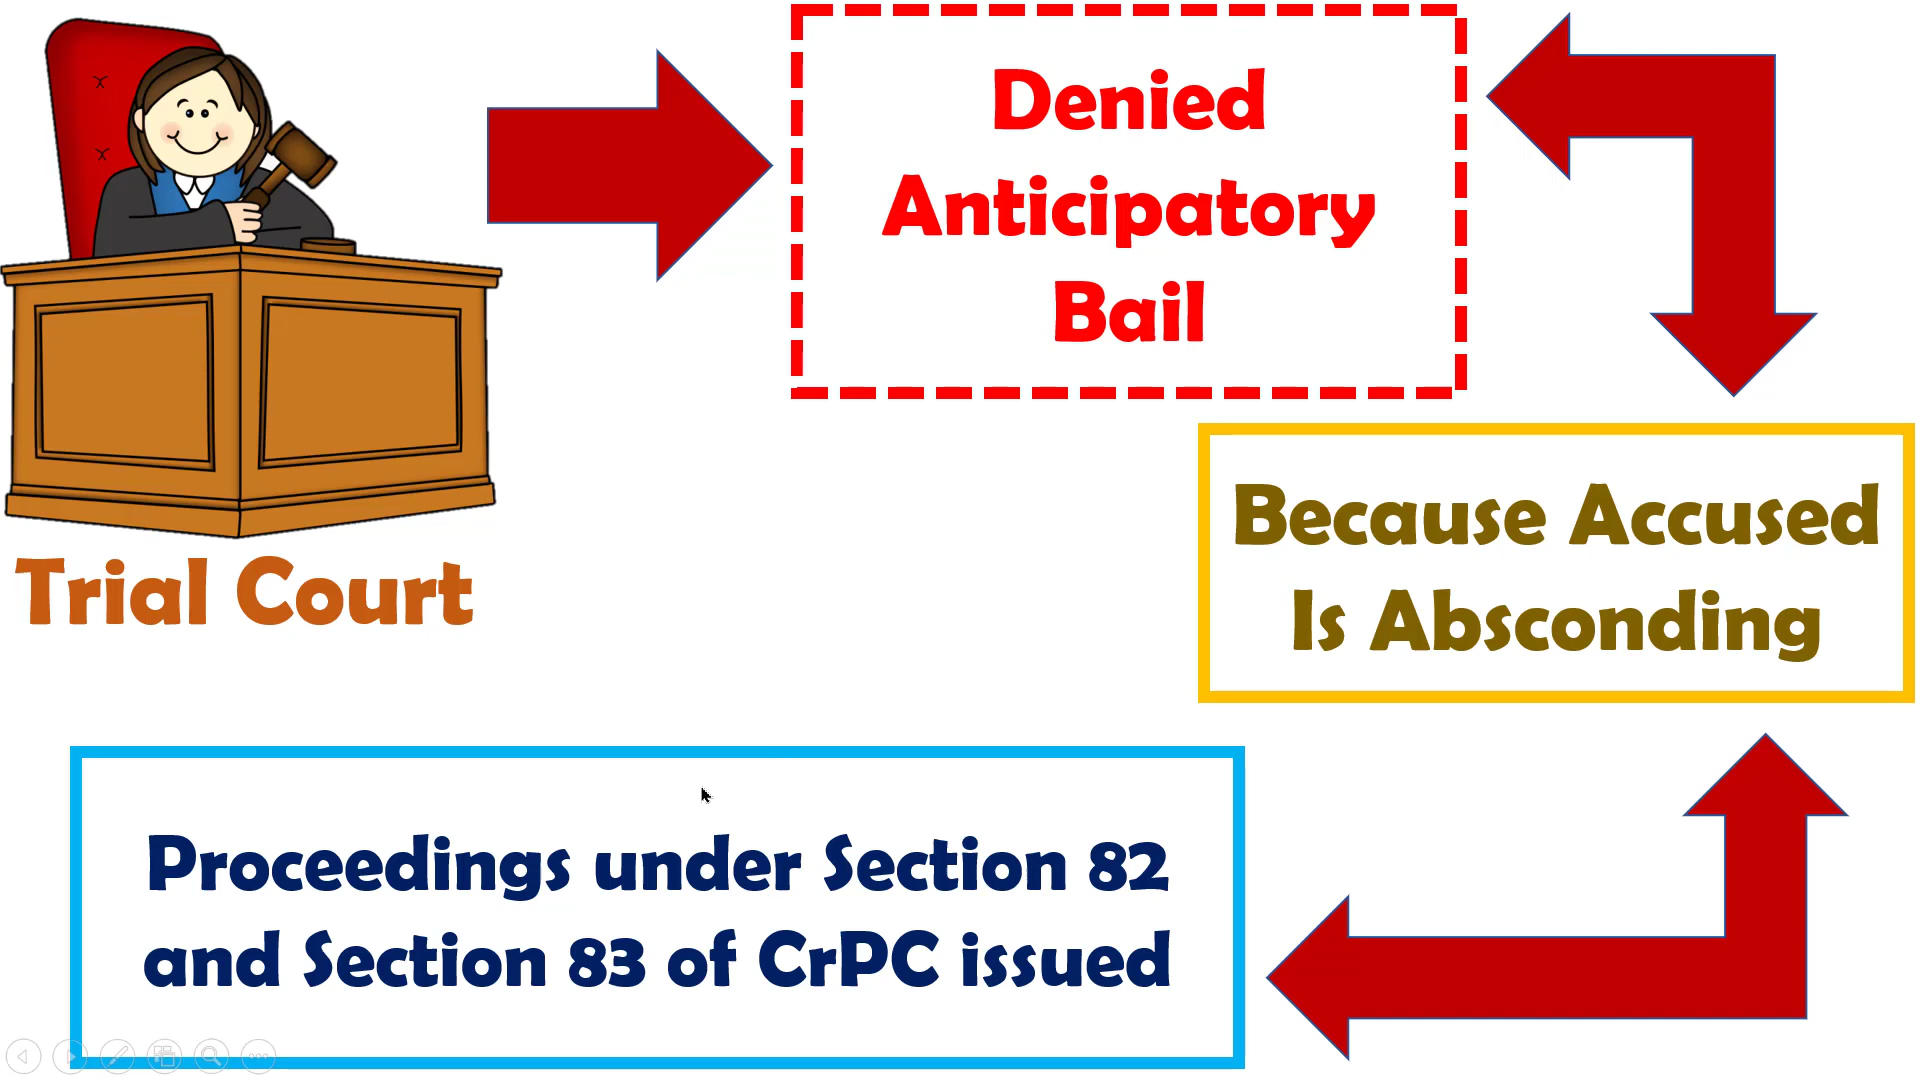 Denied
Anticipatory
Bail
Trial Court
Because Accused
Is Absconding
Proceedings under Section 82
and Section 83 of CrPC issued